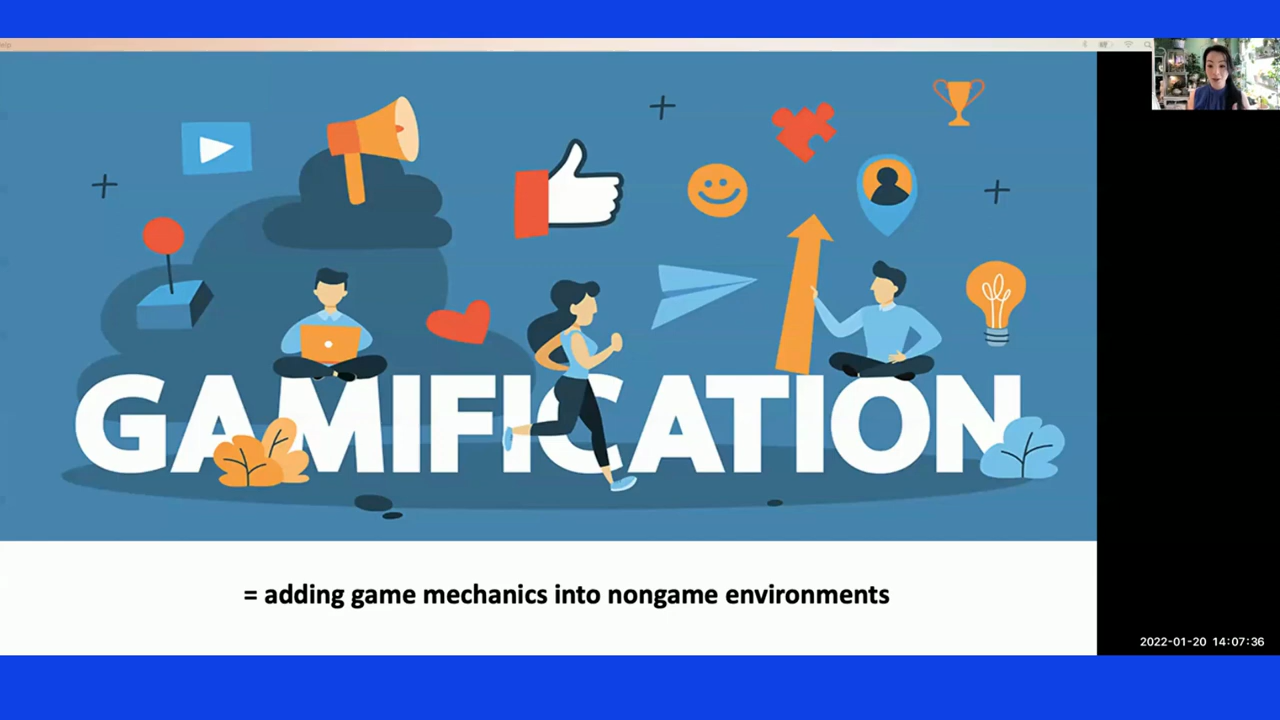 GAMIFICATION
= adding game mechanics into nongame environments
2022-01-20 14:07:36